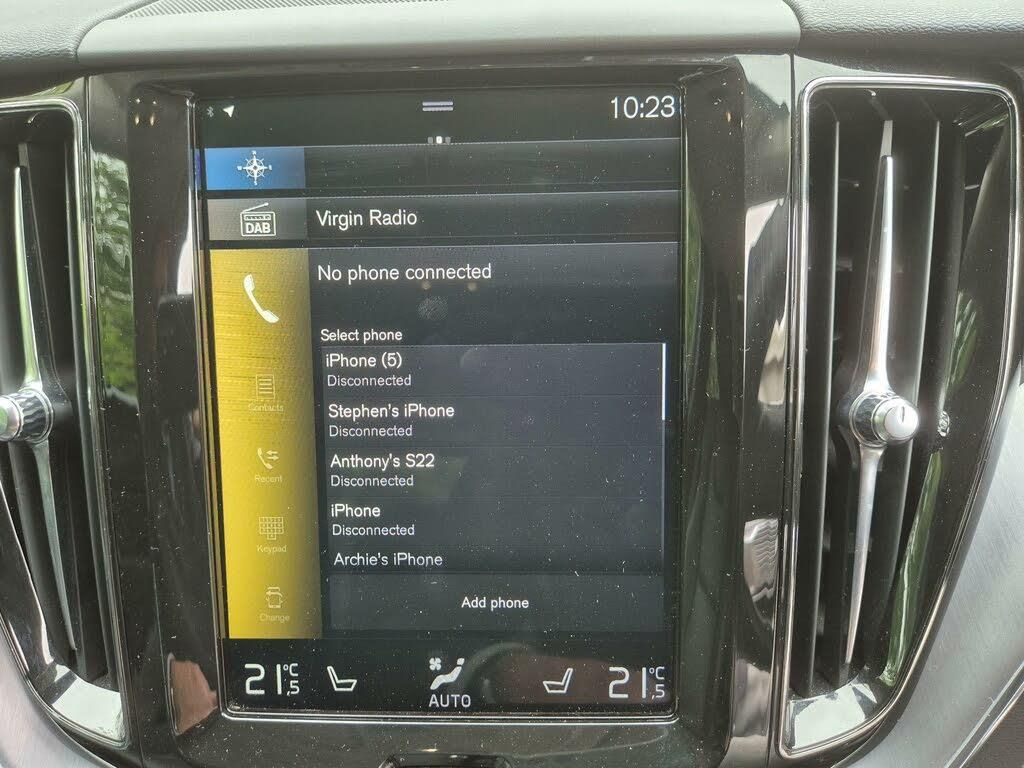 10:23
DAB
Virgin Radio
No phone connected
Select phone
iPhone (5)
Disconnected
Stephen's iPhone
Disconnected
Contacts
Anthony's S22
Disconnected
Recent
iPhone
Disconnected
Keypad
Archie's iPhone
Add phone
Change
21.5°C
AUTO
21.5°C